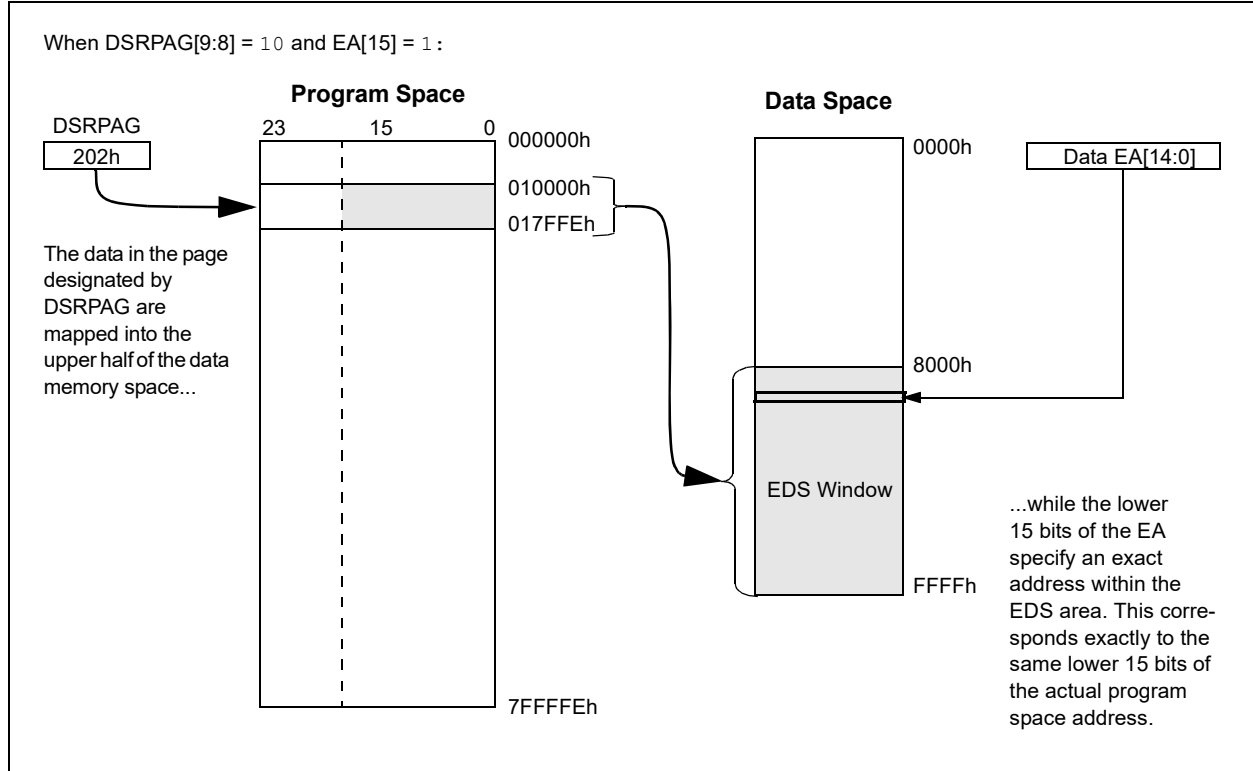 When DSRPAG[9:8] = 10 and EA[15] = 1:
Program Space
Data Space
DSRPAG
23 15 0
202h
000000h
010000h
017FFEh
0000h
Data EA[14:0]
The data in the page
designated by
DSRPAG are
mapped into the
upper half of the data
memory space...
8000h
EDS Window
FFFFh
...while the lower
15 bits of the EA
specify an exact
address within the
EDS area. This corre-
sponds exactly to the
same lower 15 bits of
the actual program
space address.
7FFFFEh